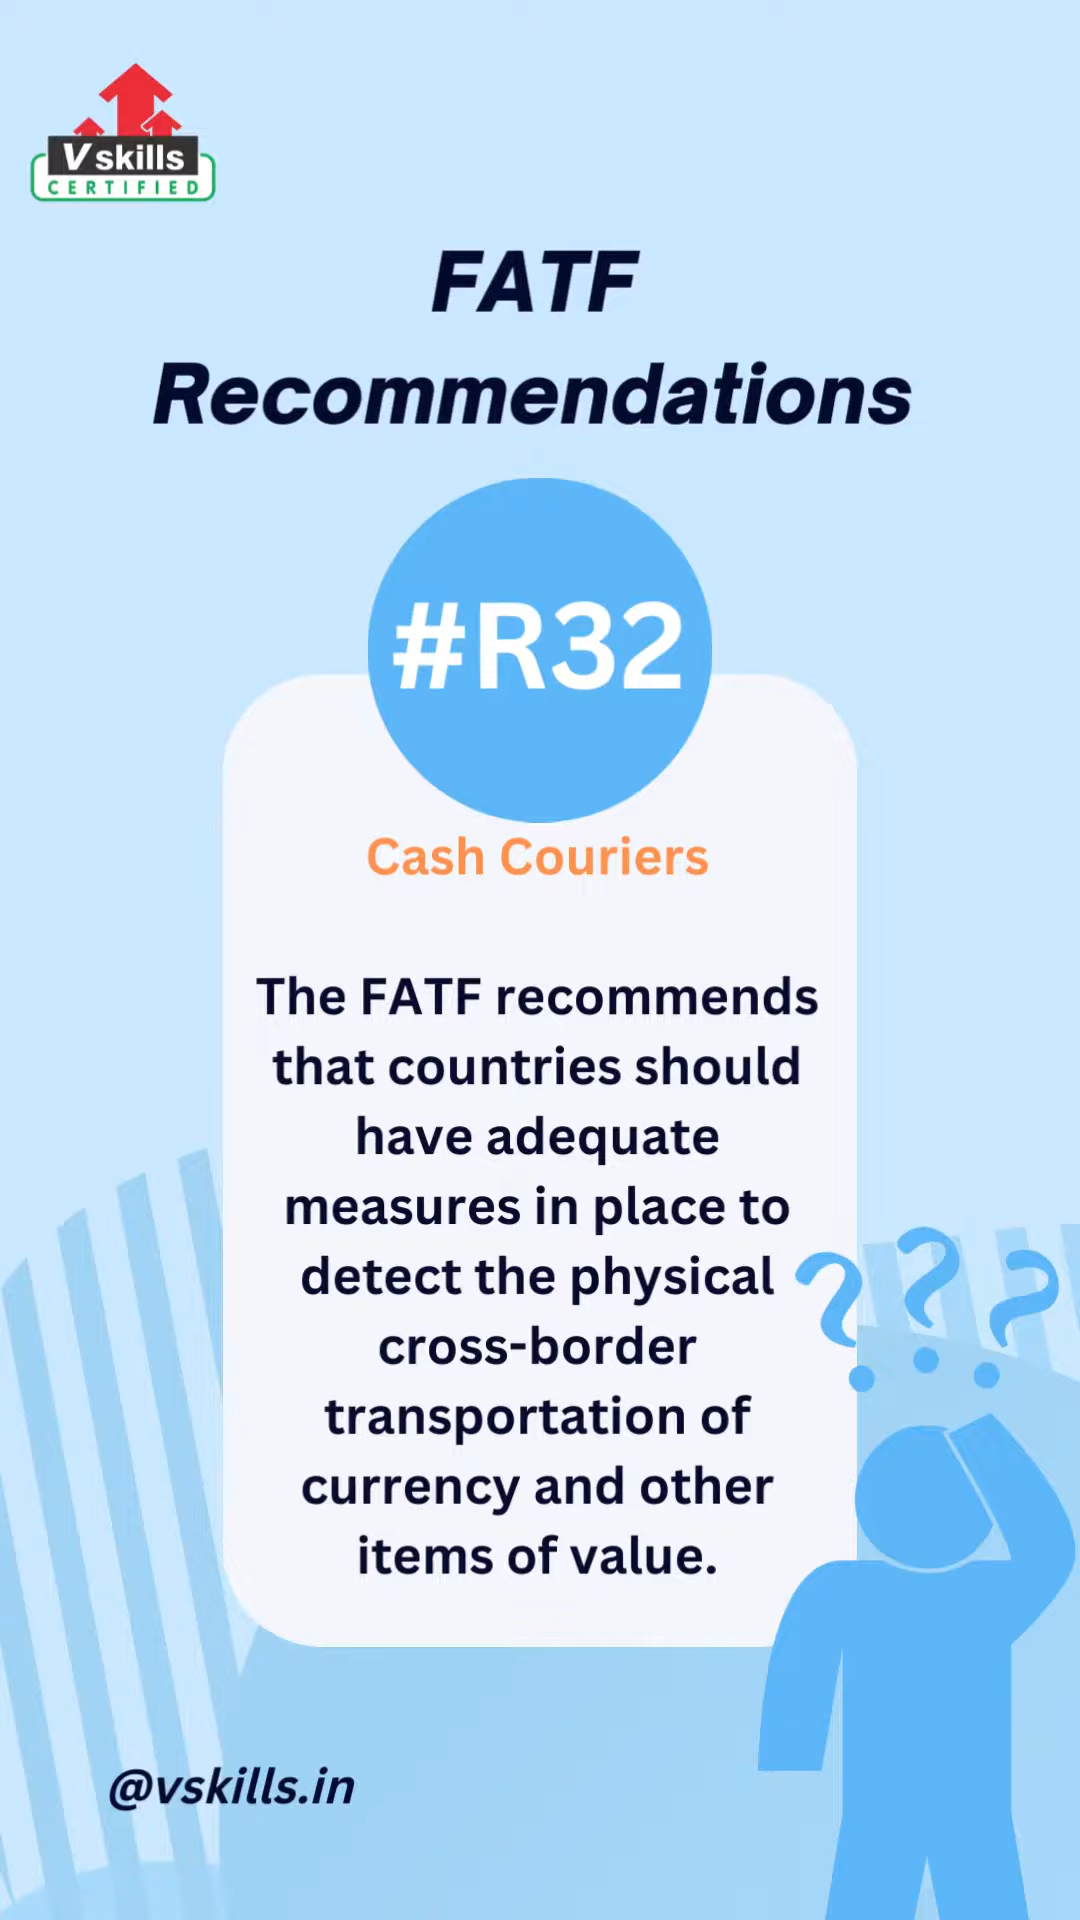 Vskills
CERTIFIED
FATF
Recommendations
#R32
Cash Couriers
The FATF recommends
that countries should
have adequate
measures in place to
detect the physical
cross-border
transportation of
currency and other
items of value.
???
@vskills.in